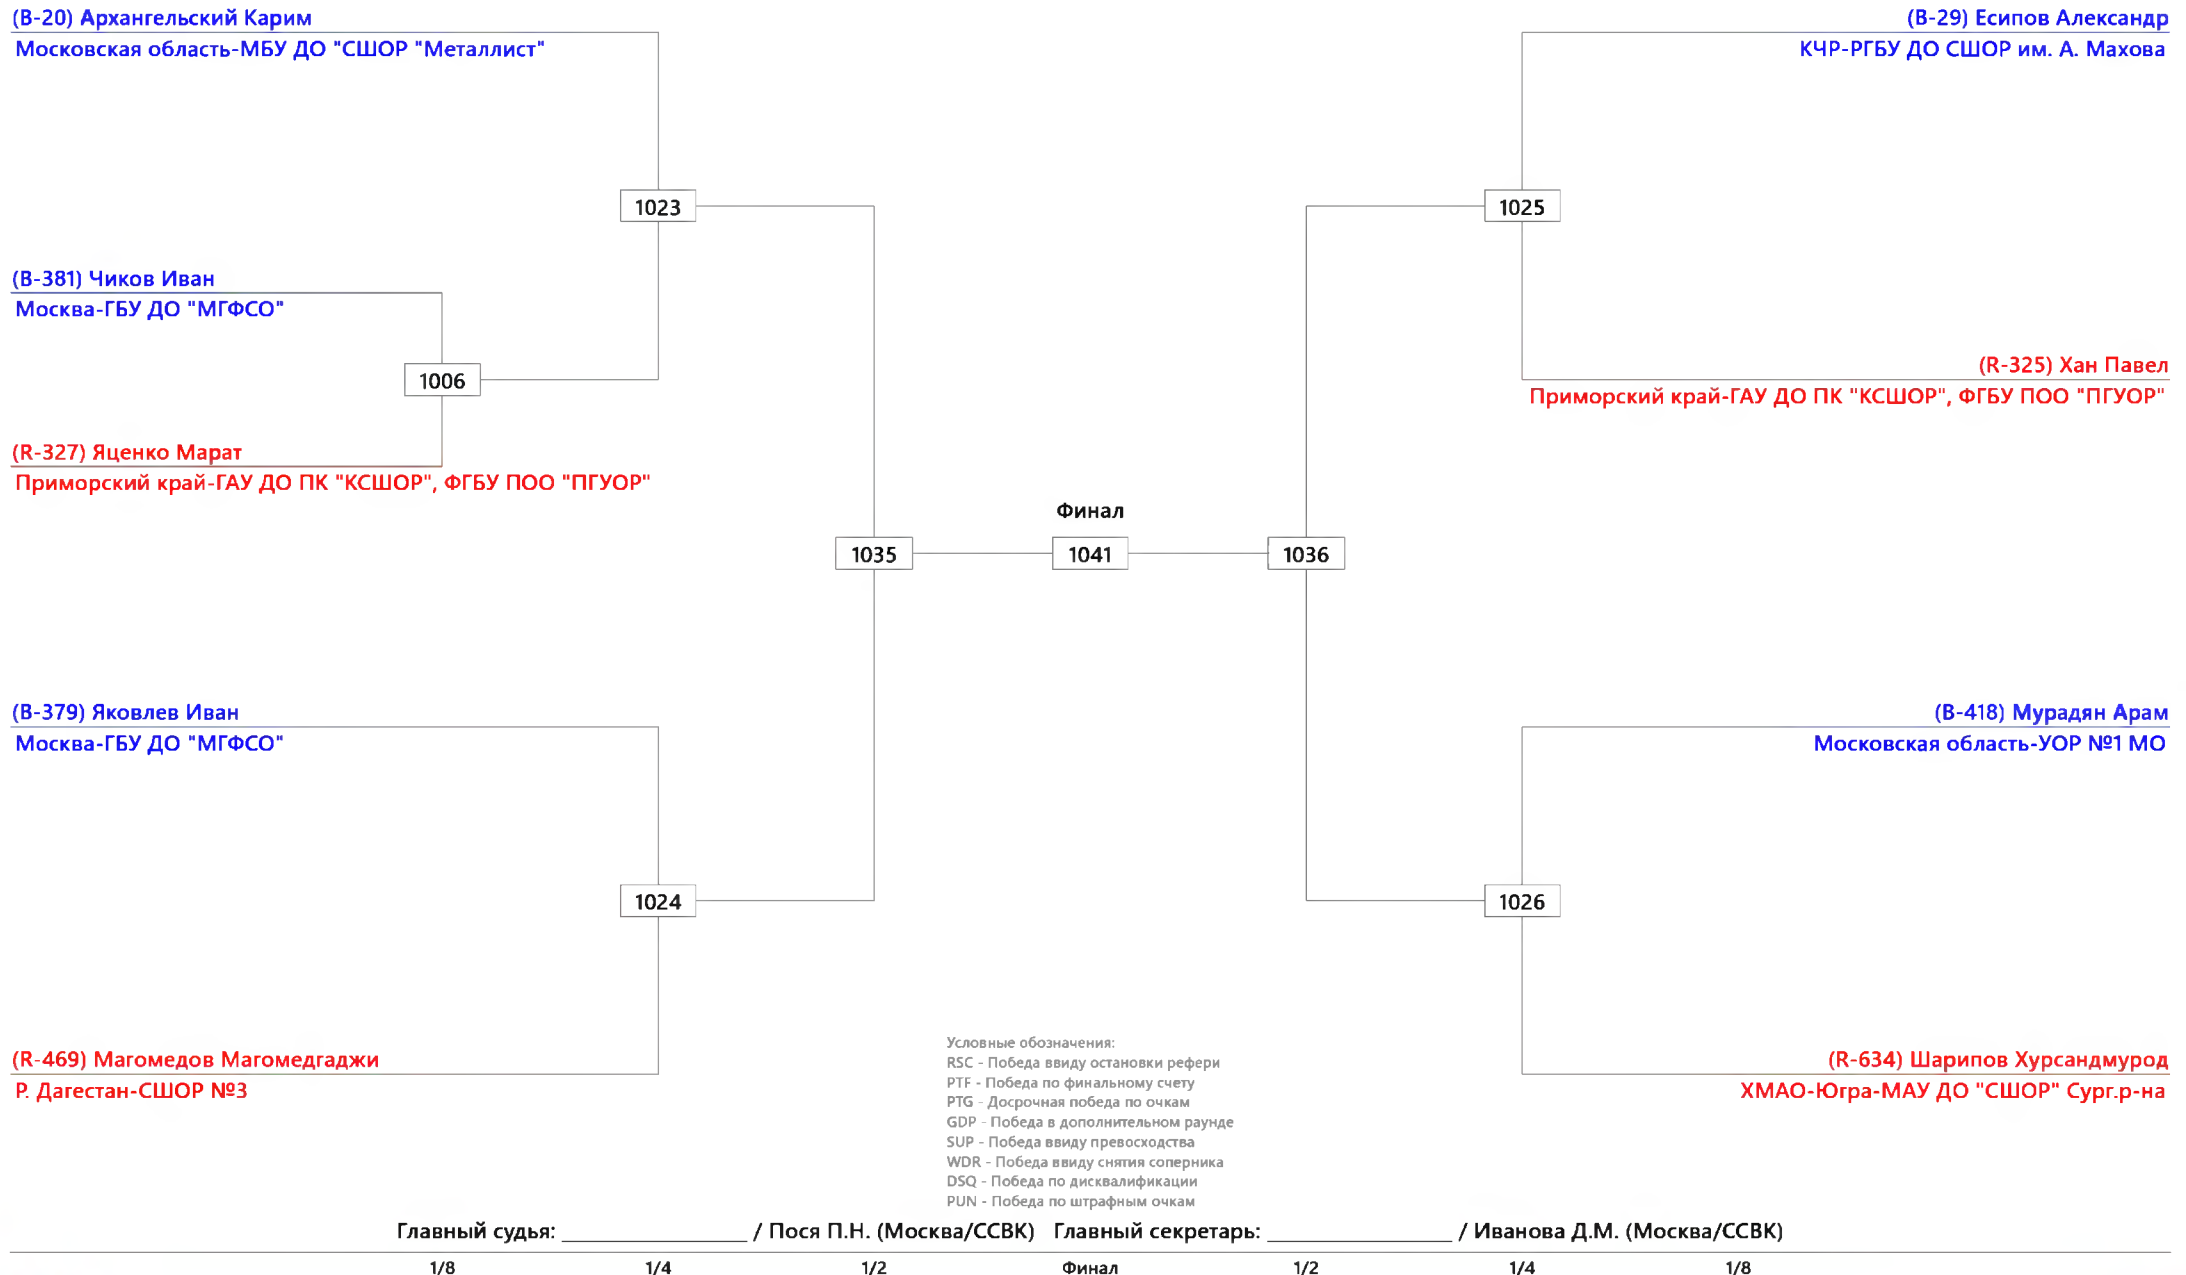 (B-20) Архангельский Карим
Московская область-МБУ ДО "СШОР "Металлист"
(B-29) Есипов Александр
КЧР-РГБУ ДО СШОР им. А. Махова
1023
1025
(B-381) Чиков Иван
Москва-ГБУ ДО "МГФСО"
1006
(R-325) Хан Павел
Приморский край-ГАУ ДО ПК "КСШОР", ФГБУ ПОО "ПГУОР"
(R-327) Яценко Марат
Приморский край-ГАУ ДО ПК "КСШОР", ФГБУ ПОО "ПГУОР"
Финал
1035
1041
1036
(B-379) Яковлев Иван
Москва-ГБУ ДО "МГФСО"
(B-418) Мурадян Арам
Московская область-УОР №1 МО
1024
1026
(R-469) Магомедов Магомедгаджи
Р. Дагестан-СШОР №3
(R-634) Шарипов Хурсандмурод
ХМАО-Югра-МАУ ДО "СШОР" Сург.р-на
Условные обозначения:
RSC - Победа ввиду остановки рефери
PTF - Победа по финальному счету
PTG - Досрочная победа по очкам
GDP - Победа в дополнительном раунде
SUP - Победа ввиду превосходства
WDR - Победа ввиду снятия соперника
DSQ - Победа по дисквалификации
PUN - Победа по штрафным очкам
Главный судья: ________________ / Пося П.Н. (Москва/ССВК) Главный секретарь: ________________ / Иванова Д.М. (Москва/ССВК)
1/8 1/4 1/2 Финал 1/2 1/4 1/8